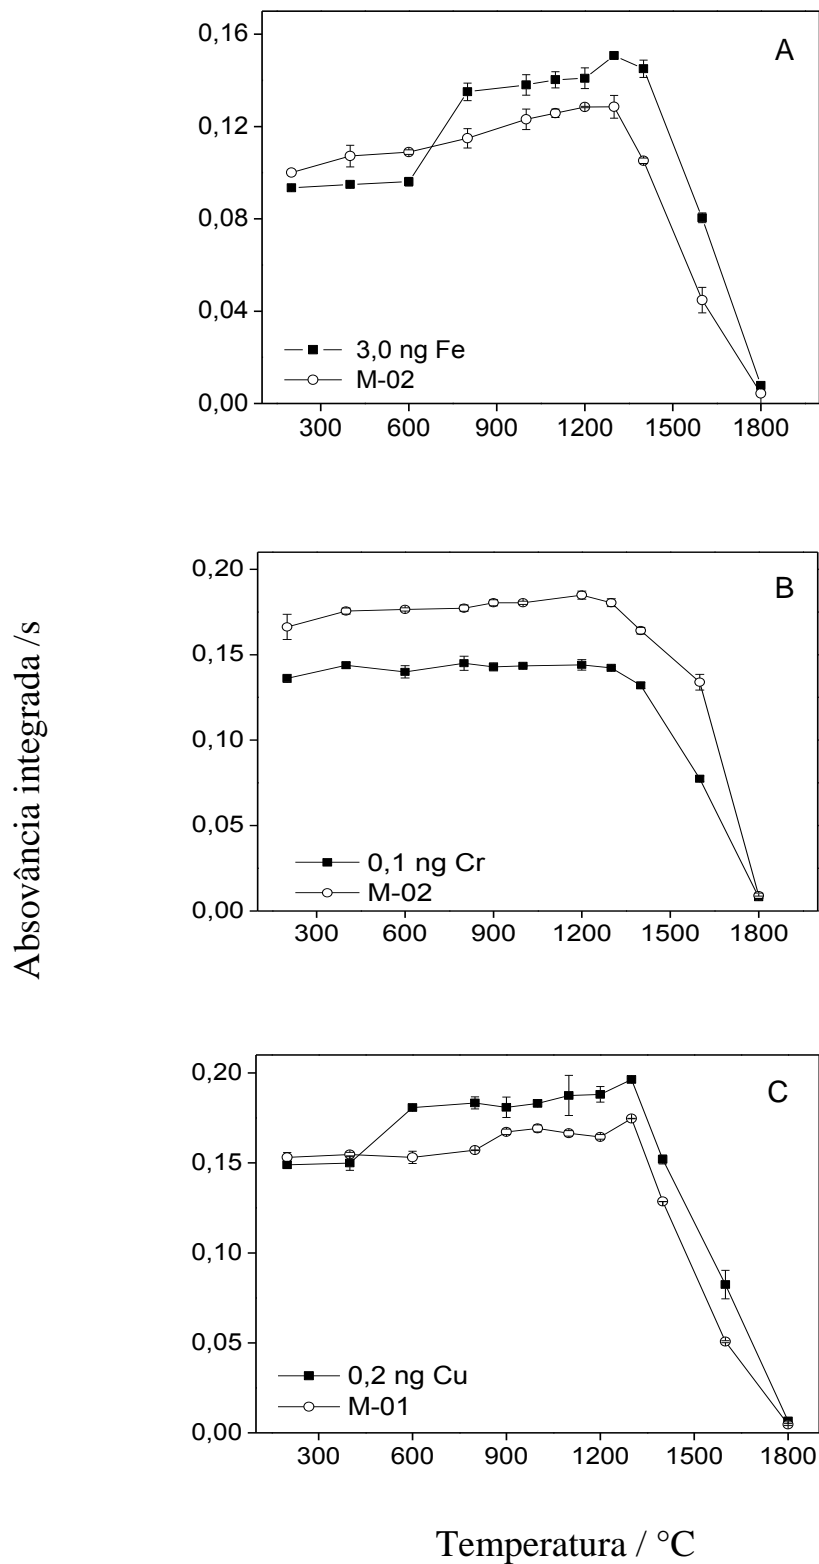 0,16
A
0,12
0,08
0,04
3,0 ng Fe
M-02
0,00
300 600 900 1200 1500 1800
0,20
B
0,15
0,10
0,05
0,1 ng Cr
M-02
0,00
300 600 900 1200 1500 1800
Absovância integrada /s
0,20
C
0,15
0,10
0,05
0,2 ng Cu
M-01
0,00
300 600 900 1200 1500 1800
Temperatura / °C